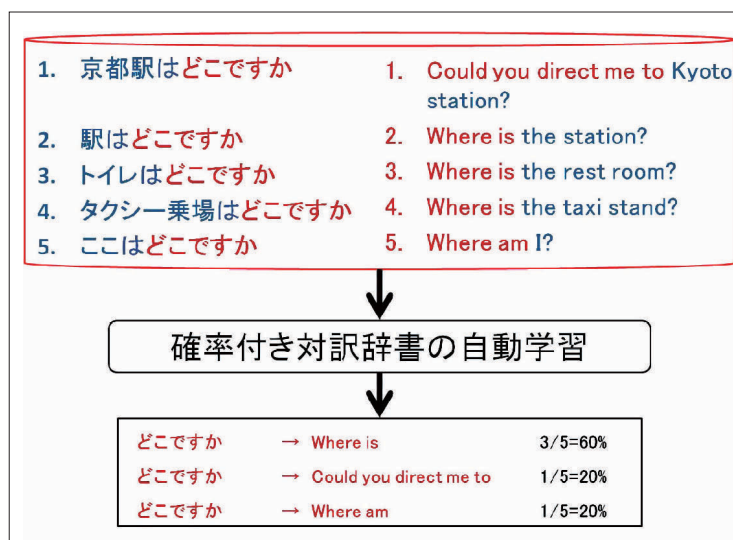 1. 京都駅はどこですか
1. Could you direct me to Kyoto
station?
2. 駅はどこですか
2. Where is the station?
3. トイレはどこですか
3. Where is the rest room?
4. タクシー乗場はどこですか
4. Where is the taxi stand?
5. ここはどこですか
5. Where am I?
確率付き対訳辞書の自動学習
どこですか → Where is 3/5=60%
どこですか → Could you direct me to 1/5=20%
どこですか → Where am 1/5=20%